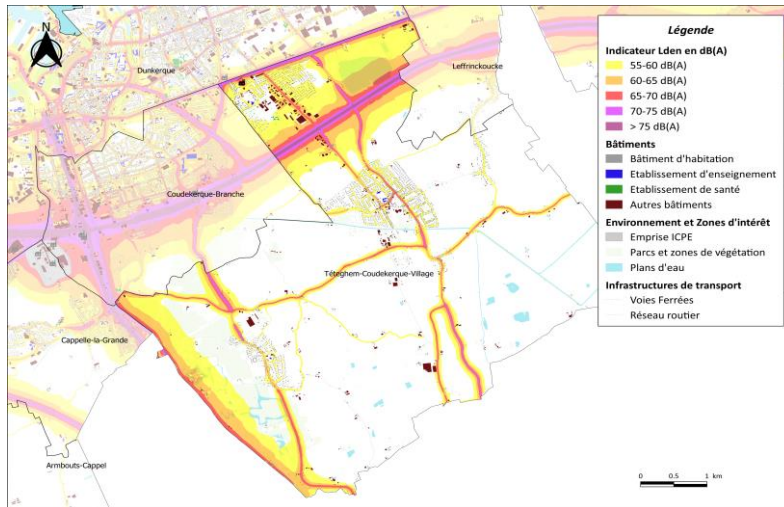 N
Dunkerque
Leffrinckoucke
Coudekerque-Branche
Téteghem-Coudekerque-Village
Cappelle-la-Grande
Armbouts-Cappel
Légende
Indicateur Lden en dB(A)
55-60 dB(A)
60-65 dB(A)
65-70 dB(A)
70-75 dB(A)
> 75 dB(A)
Bâtiments
Bâtiment d'habitation
Etablissement d'enseignement
Etablissement de santé
Autres bâtiments
Environnement et Zones d'intérêt
Emprise ICPE
Parcs et zones de végétation
Plans d'eau
Infrastructures de transport
Voies Ferrées
Réseau routier
0 0.5 1 km